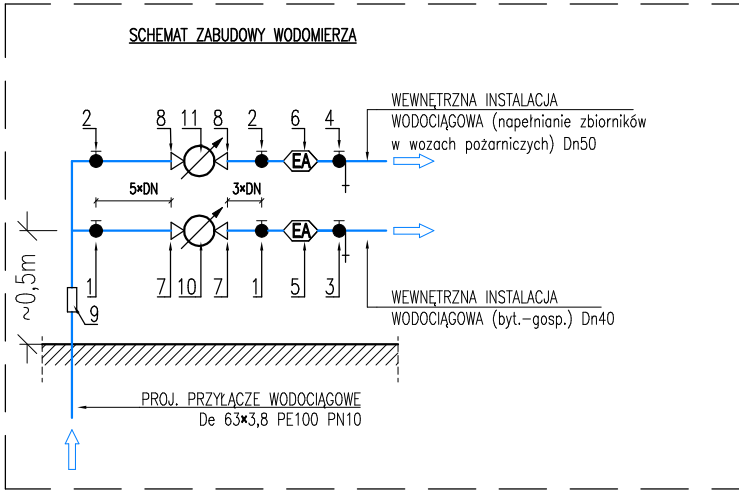 SCHEMAT ZABUDOWY WODOMIERZA
2 8 11 8 2 6 4
WEWNĘTRZNA INSTALACJA
WODOCIĄGOWA (napełnianie zbiorników
w wozach pożarniczych) Dn50
EA
5×DN 3×DN
EA
~0,5m
1 7 10 7 1 5 3
9
WEWNĘTRZNA INSTALACJA
WODOCIĄGOWA (byt.-gosp.) Dn40
PROJ. PRZYŁĄCZE WODOCIĄGOWE
De 63×3,8 PE100 PN10